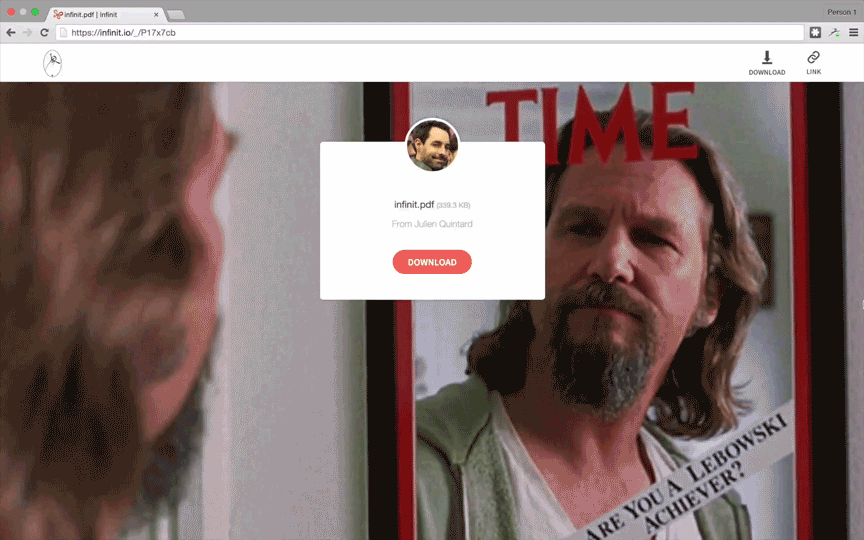 infinit.pdf | infinit
Person 1
https://infinit.io/_/P17x7cb
DOWNLOAD
LINK
TIME
infinit.pdf (339.3 KB)
From Julien Quintard
DOWNLOAD
ARE YOU A LEBOWSKI
ACHIEVER?